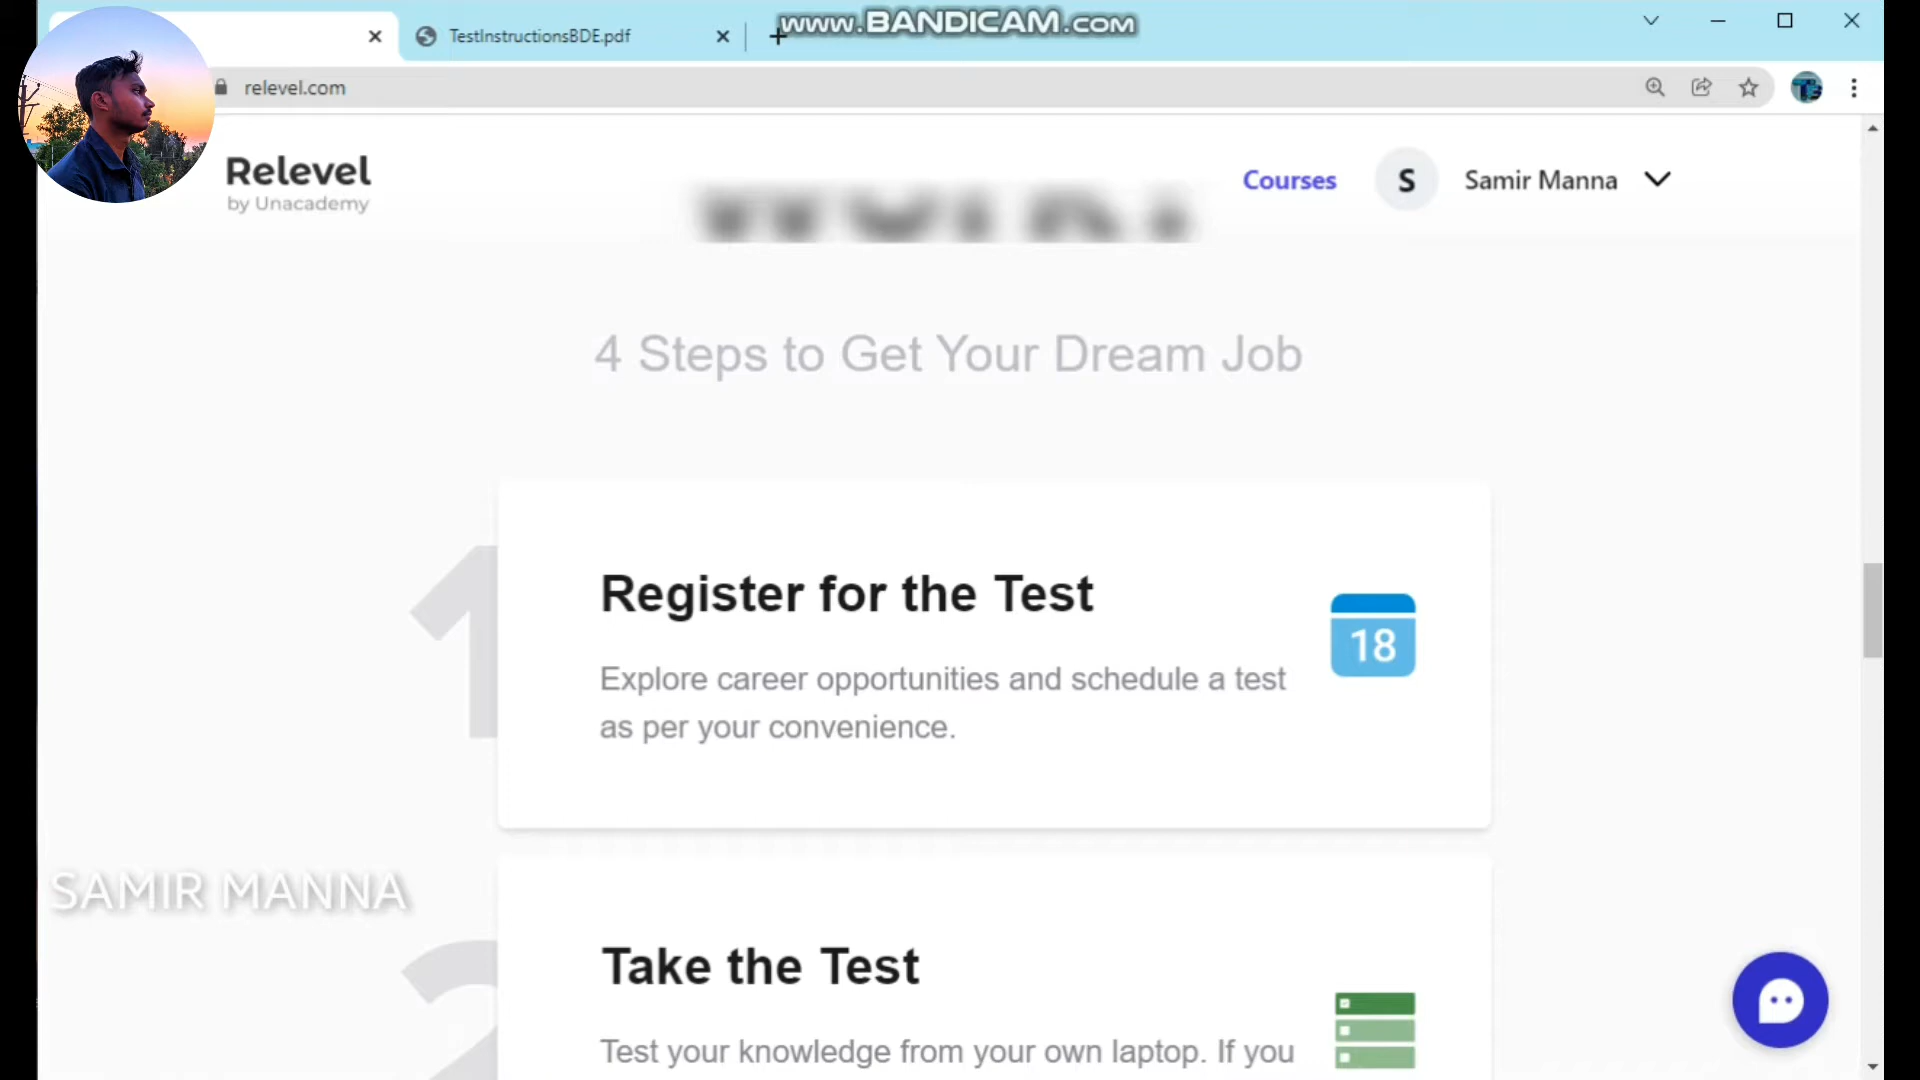 TestInstructionsBDE.pdf
www.BANDICAM.com
relevel.com
Relevel
by Unacademy
Courses
S
Samir Manna
4 Steps to Get Your Dream Job
1
Register for the Test
18
Explore career opportunities and schedule a test
as per your convenience.
SAMIR MANNA
2
Take the Test
Test your knowledge from your own laptop. If you